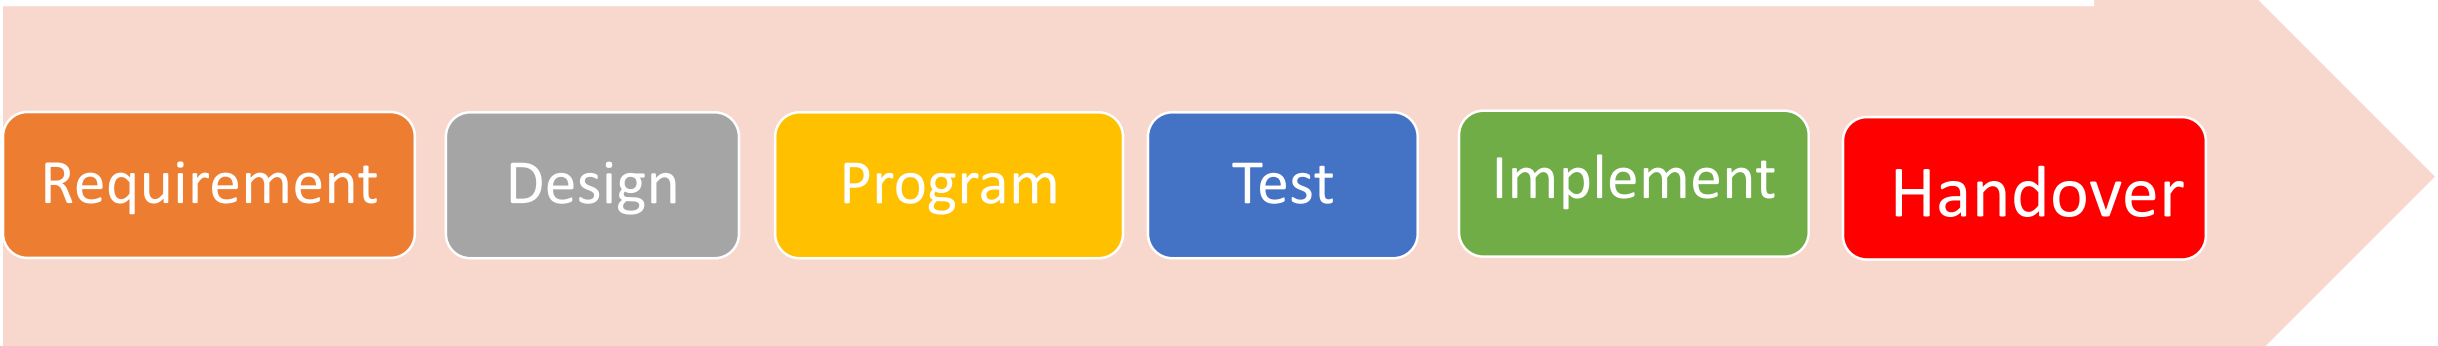 Requirement
Design
Program
Test
Implement
Handover